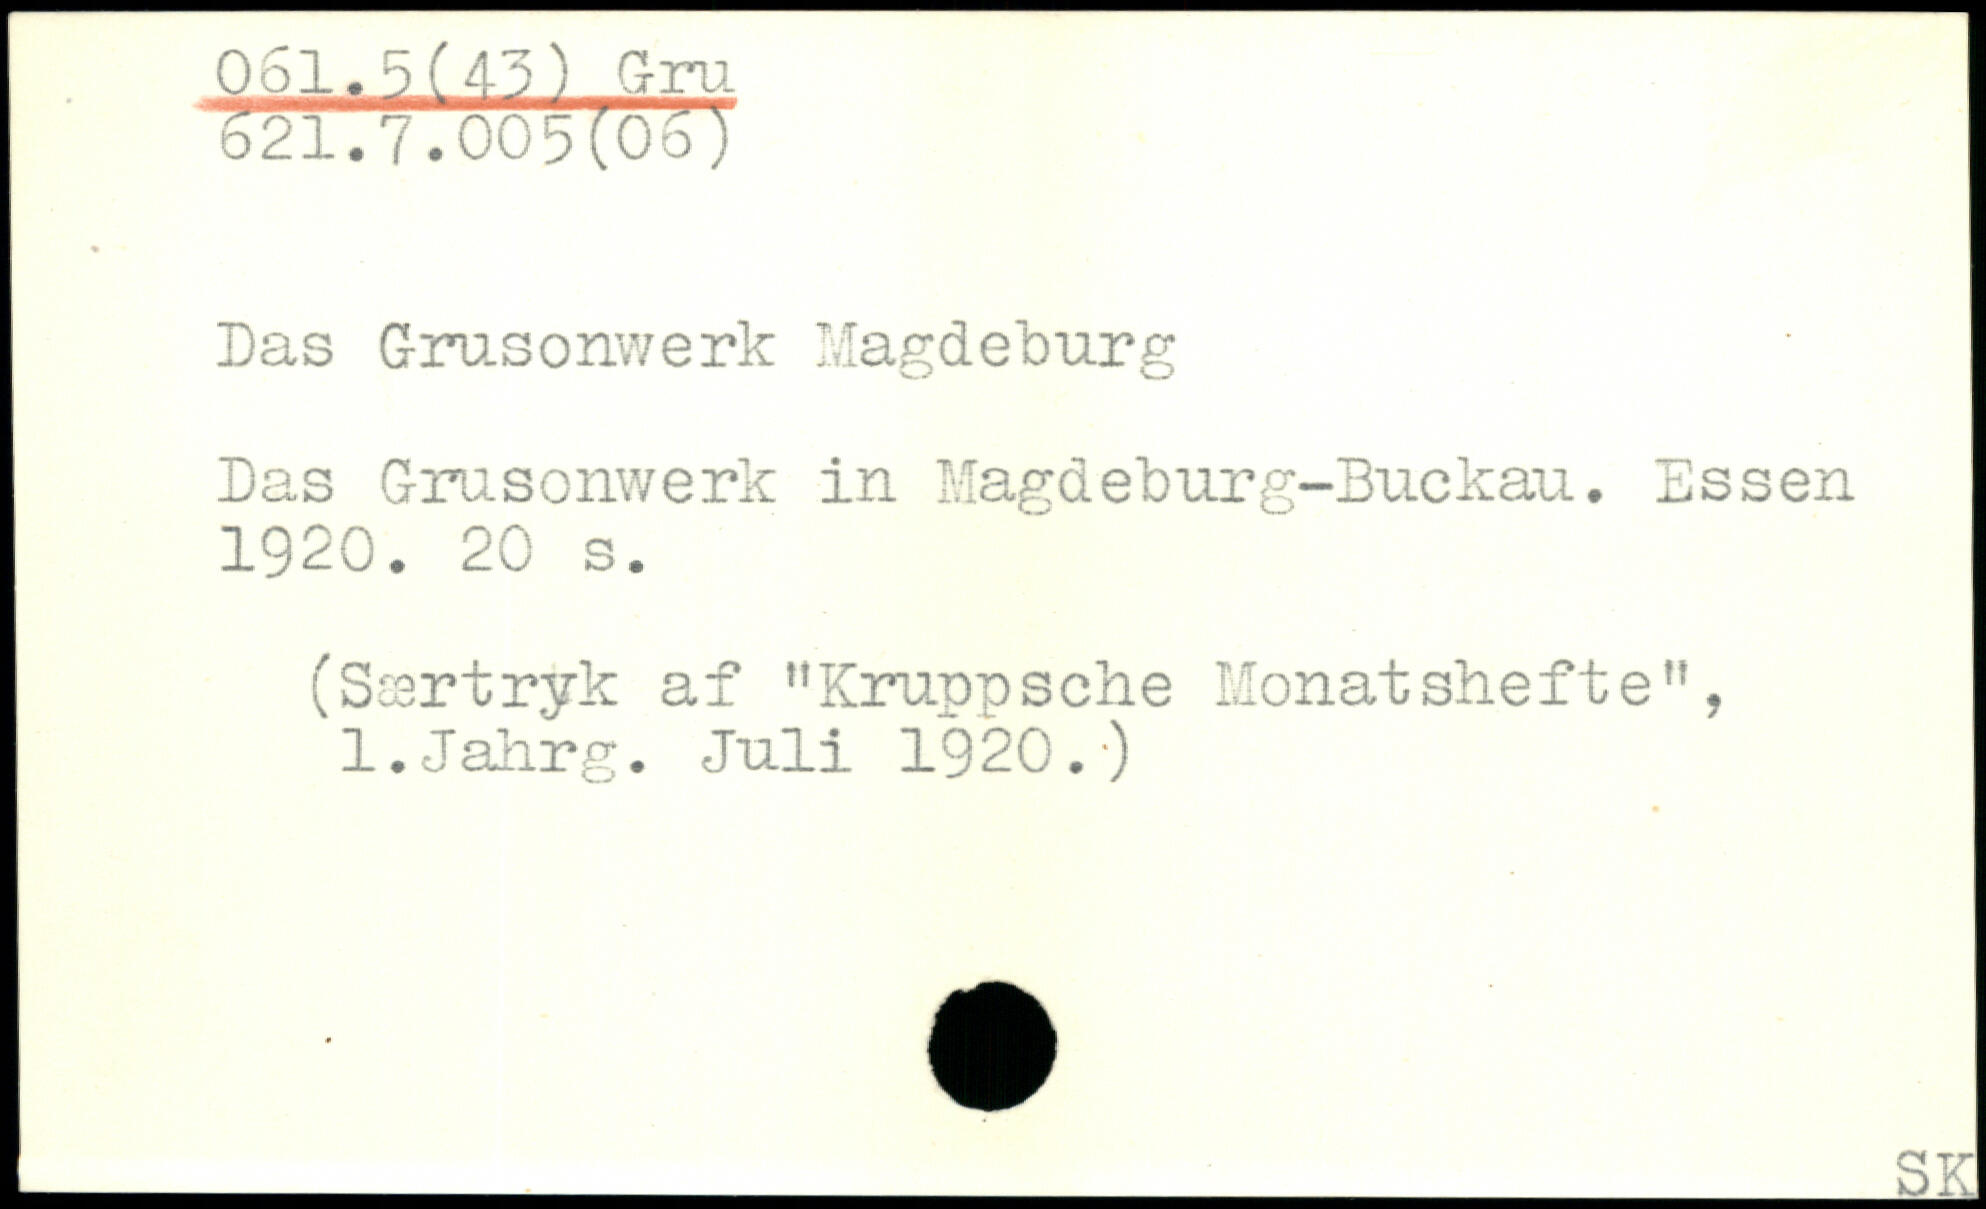 061.5(43) Gru
621.7.005(06)
Das Grusonwerk Magdeburg
Das Grusonwerk in Magdeburg-Buckau. Essen
1920. 20 s.
(Særtryk af "Kruppsche Monatshefte",
1.Jahrg. Juli 1920.)
SK